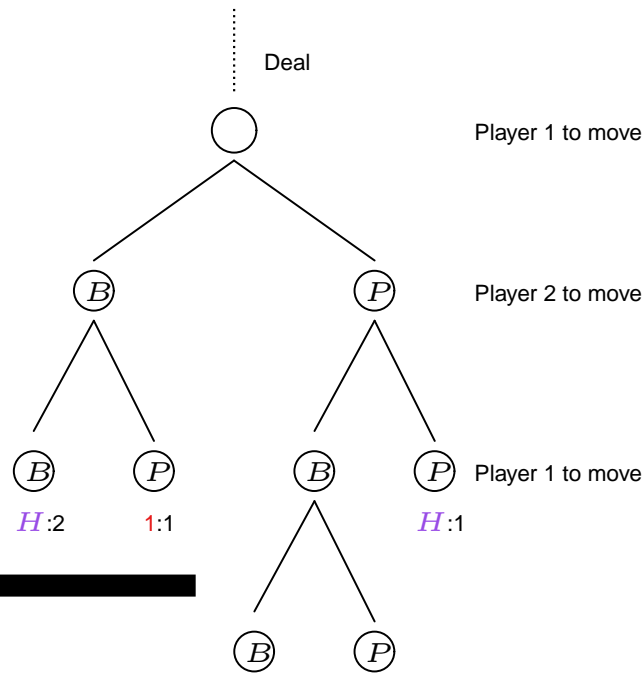 Deal
Player 1 to move
B P Player 2 to move
B P B P Player 1 to move
H:2 1:1 H:1
B P